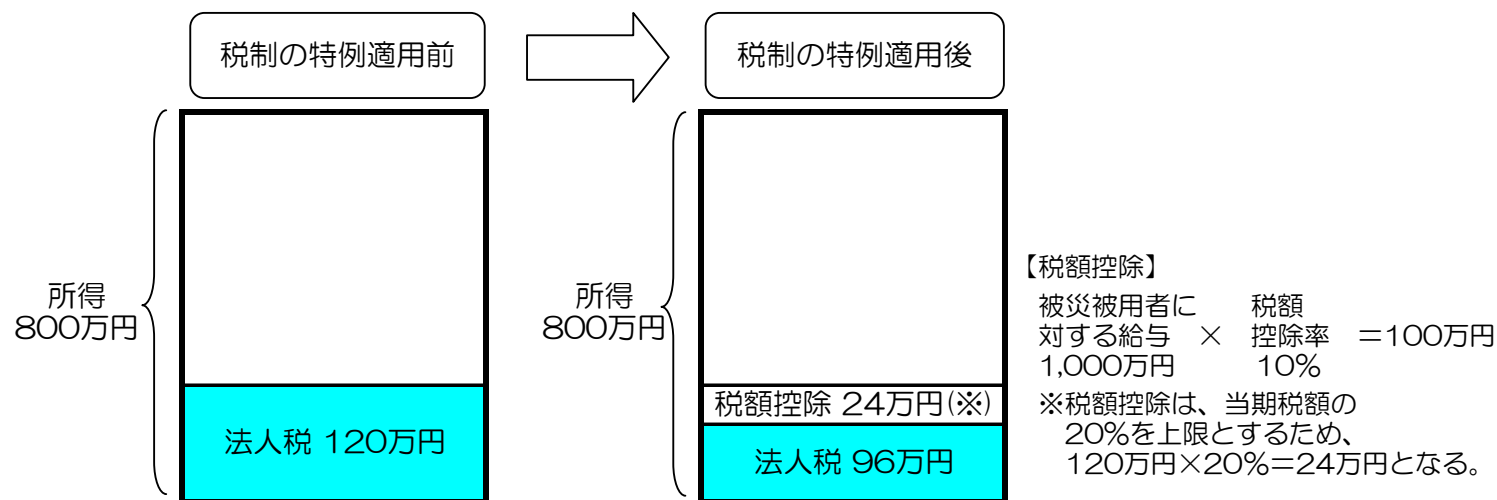 税制の特例適用前
税制の特例適用後
所得
800万円
法人税 120万円
所得
800万円
税額控除 24万円(※)
法人税 96万円
【税額控除】
被災被用者に 税額
対する給与 × 控除率 =100万円
1,000万円 10%
※税額控除は、当期税額の
20%を上限とするため、
120万円×20%=24万円となる。